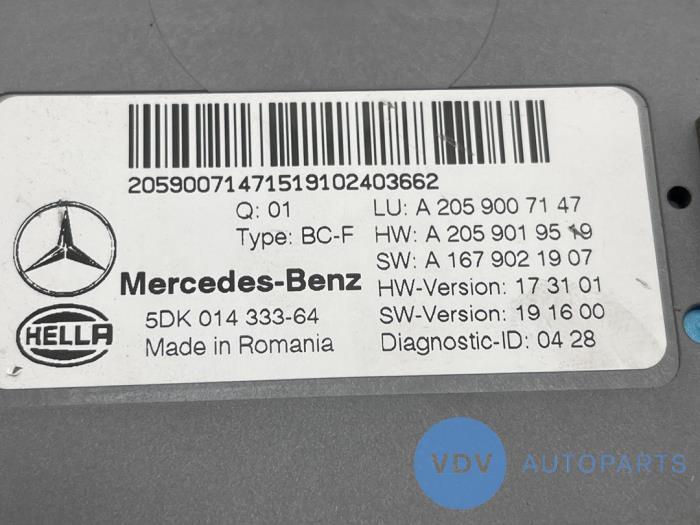 20590071471519102403662
Q: 01
LU: A 205 900 71 47
Type: BC-F
HW: A 205 901 95 19
SW: A 167 902 19 07
Mercedes-Benz
HW-Version: 17 31 01
HELLA
5DK 014 333-64
SW-Version: 19 16 00
Made in Romania
Diagnostic-ID: 04 28
VDV AUTOPARTS